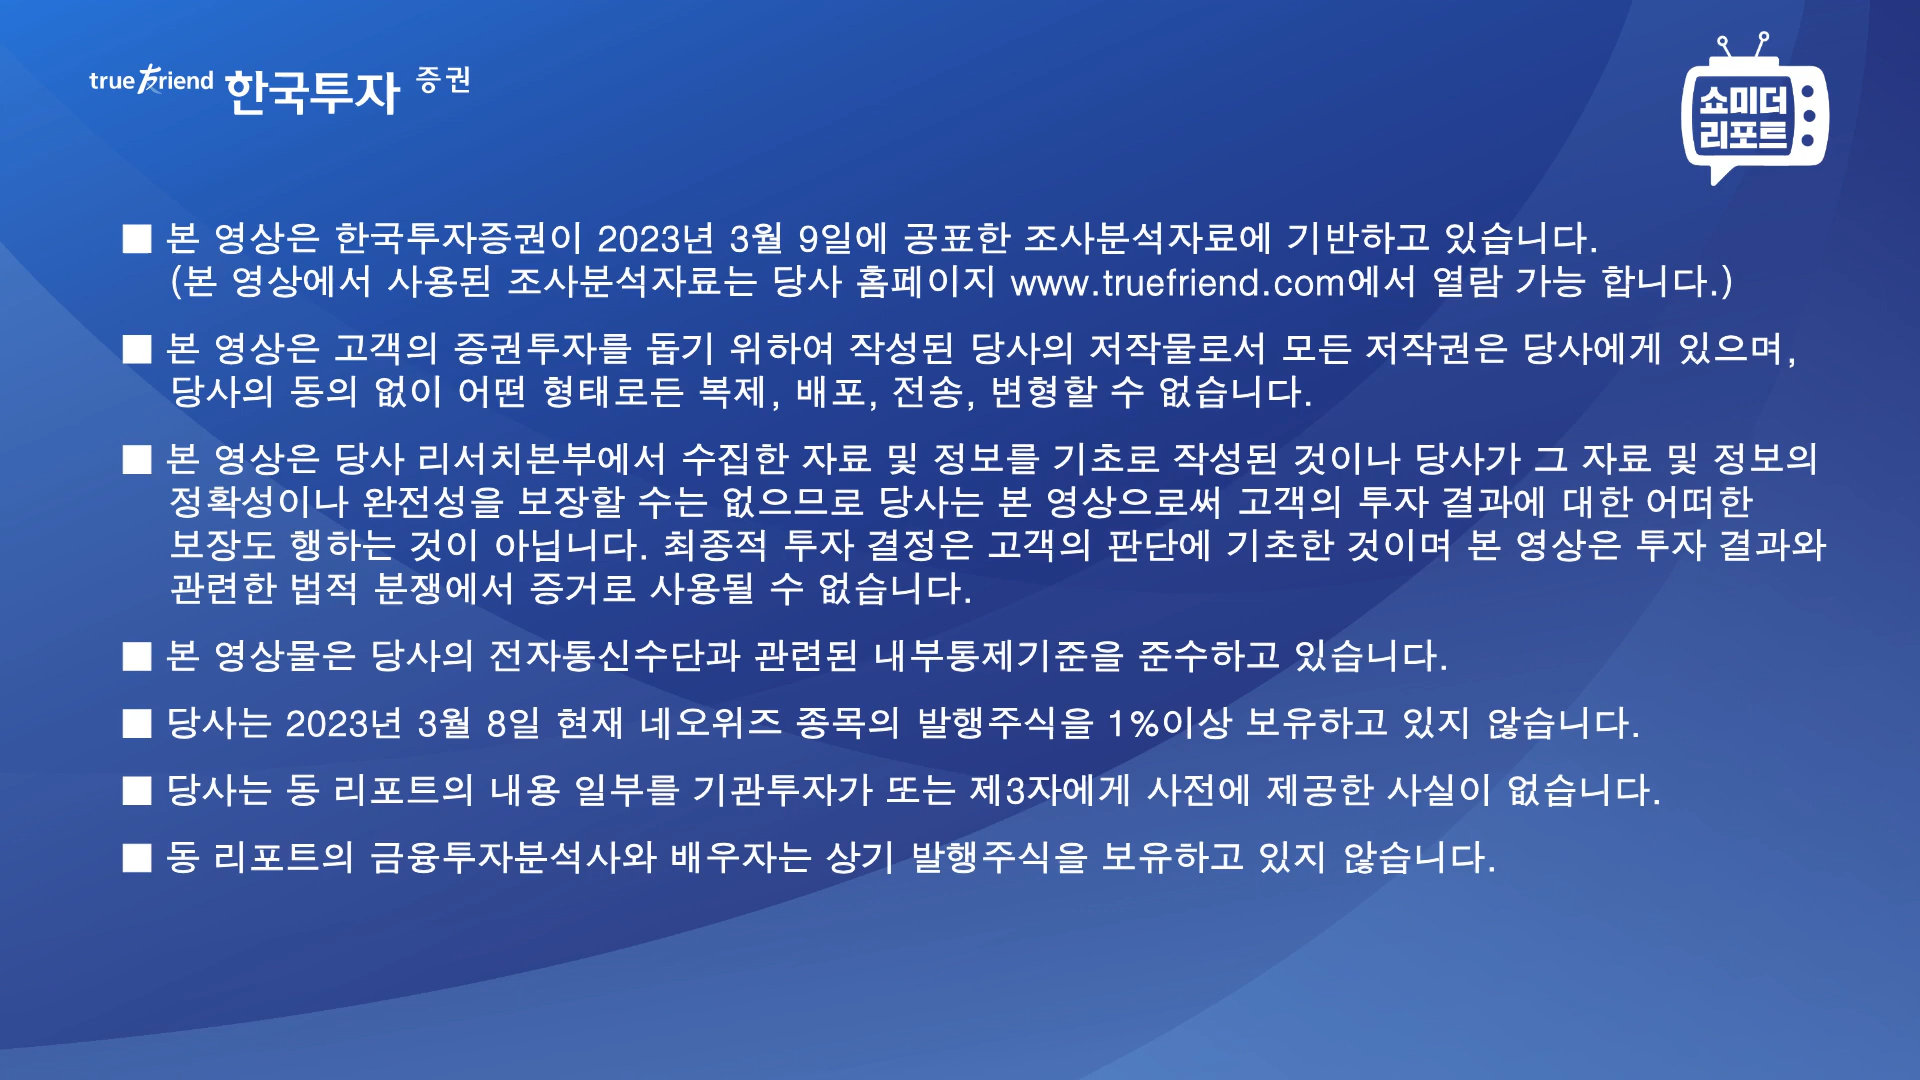 true友riend 한국투자 증권
쇼미더
리포트
■ 본 영상은 한국투자증권이 2023년 3월 9일에 공표한 조사분석자료에 기반하고 있습니다.
(본 영상에서 사용된 조사분석자료는 당사 홈페이지 www.truefriend.com에서 열람 가능 합니다.)
■ 본 영상은 고객의 증권투자를 돕기 위하여 작성된 당사의 저작물로서 모든 저작권은 당사에게 있으며,
당사의 동의 없이 어떤 형태로든 복제, 배포, 전송, 변형할 수 없습니다.
■ 본 영상은 당사 리서치본부에서 수집한 자료 및 정보를 기초로 작성된 것이나 당사가 그 자료 및 정보의
정확성이나 완전성을 보장할 수는 없으므로 당사는 본 영상으로써 고객의 투자 결과에 대한 어떠한
보장도 행하는 것이 아닙니다. 최종적 투자 결정은 고객의 판단에 기초한 것이며 본 영상은 투자 결과와
관련한 법적 분쟁에서 증거로 사용될 수 없습니다.
■ 본 영상물은 당사의 전자통신수단과 관련된 내부통제기준을 준수하고 있습니다.
■ 당사는 2023년 3월 8일 현재 네오위즈 종목의 발행주식을 1%이상 보유하고 있지 않습니다.
■ 당사는 동 리포트의 내용 일부를 기관투자가 또는 제3자에게 사전에 제공한 사실이 없습니다.
■ 동 리포트의 금융투자분석사와 배우자는 상기 발행주식을 보유하고 있지 않습니다.